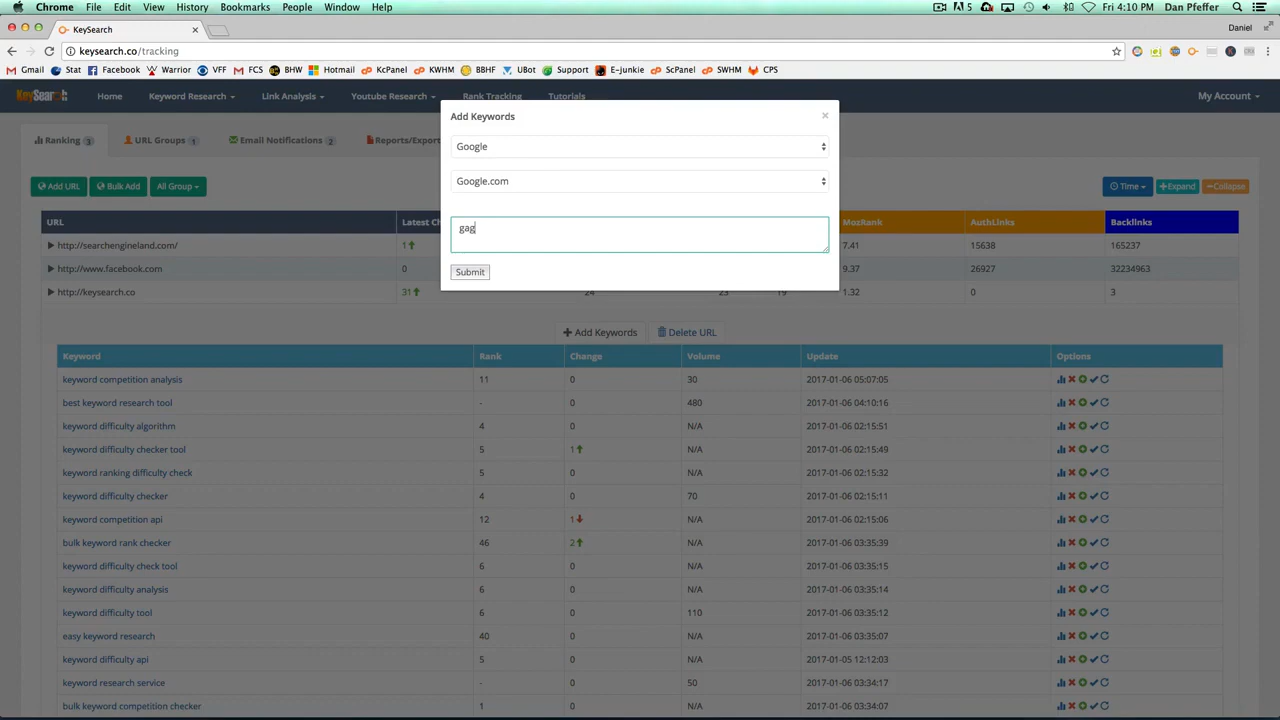 Chrome File Edit View History Bookmarks People Window Help 5 Fri 4:10 PM Dan Pfeffer
KeySearch Daniel
keysearch.co/tracking
Gmail Stat Facebook Warrior VFF FCS BHW Hotmail KcPanel KWHM BBHF UBot Support E-junkie ScPanel SWHM CPS
KeySearch Home Keyword Research Link Analysis Youtube Research Rank Tracking Tutorials My Account
Add Keywords ×
Ranking 3 URL Groups 1 Email Notifications 2 Reports/Export
Google
Google.com
Add URL Bulk Add All Group Time Expand Collapse
URL Latest Ch MozRank AuthLinks Backlinks
gag
http://searchengineland.com/ 1 7.41 15638 165237
http://www.facebook.com 0 9.37 26927 32234963
Submit
http://keysearch.co 31 24 23 19 1.32 0 3
Add Keywords Delete URL
Keyword Rank Change Volume Update Options
keyword competition analysis 11 0 30 2017-01-06 05:07:05
best keyword research tool - 0 480 2017-01-06 04:10:16
keyword difficulty algorithm 4 0 N/A 2017-01-06 02:15:51
keyword difficulty checker tool 5 1 N/A 2017-01-06 02:15:49
keyword ranking difficulty check 5 0 N/A 2017-01-06 02:15:32
keyword difficulty checker 4 0 70 2017-01-06 02:15:11
keyword competition api 12 1 N/A 2017-01-06 02:15:06
bulk keyword rank checker 46 2 N/A 2017-01-06 03:35:39
keyword difficulty check tool 6 0 N/A 2017-01-06 03:35:15
keyword difficulty analysis 6 0 N/A 2017-01-06 03:35:14
keyword difficulty tool 6 0 110 2017-01-06 03:35:12
easy keyword research 40 0 N/A 2017-01-06 03:35:07
keyword difficulty api 5 0 N/A 2017-01-05 12:12:03
keyword research service - 0 50 2017-01-06 03:34:17
bulk keyword competition checker 1 0 N/A 2017-01-06 03:34:07